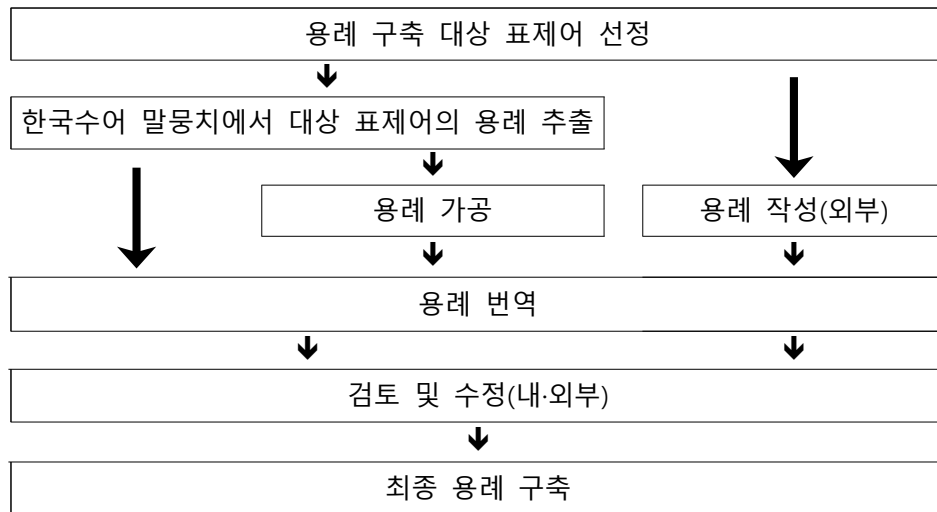 용례 구축 대상 표제어 선정
한국수어 말뭉치에서 대상 표제어의 용례 추출
용례 가공
용례 작성(외부)
용례 번역
검토 및 수정(내·외부)
최종 용례 구축